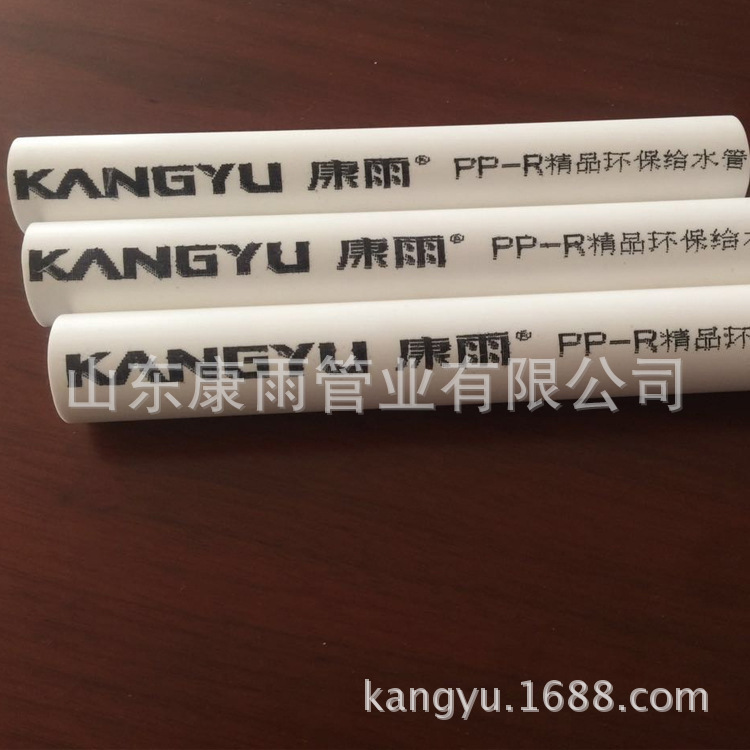 KANGYU 康雨® PP-R精品环保给水管
KANGYU 康雨® PP-R精品环保给水
KANGYU 康雨® PP-R精品环
山东康雨管业有限公司
kangyu.1688.com